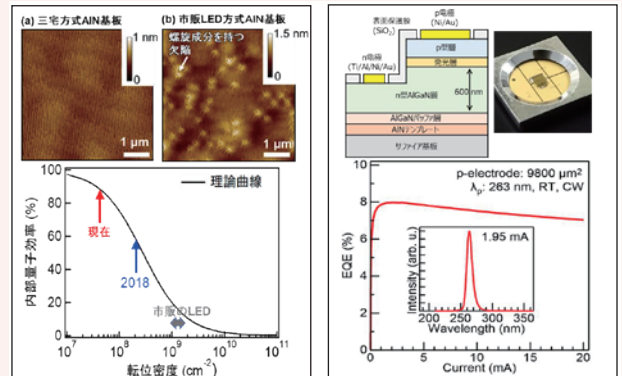 (a) 三宅方式AlN基板
(b) 市販LED方式AlN基板
1 nm
0
1 μm
螺旋成分を持つ
欠陥
1.5 nm
0
1 μm
内部量子効率 (%)
100
80
60
40
20
0
理論曲線
現在
2018
市販のLED
10⁷
10⁸
10⁹
10¹⁰
10¹¹
転位密度 (cm⁻²)
表面保護膜
(SiO₂)
p電極
(Ni/Au)
n電極
(Ti/Al/Ni/Au)
p型層
発光層
n型AlGaN層
600 nm
AlGaNバッファ層
AlNテンプレート
サファイア基板
p-electrode: 9800 μm²
λp: 263 nm, RT, CW
EQE (%)
10
8
6
4
2
0
1.95 mA
Intensity (arb. u.)
200
250
300
350
Wavelength (nm)
0
5
10
15
20
Current (mA)